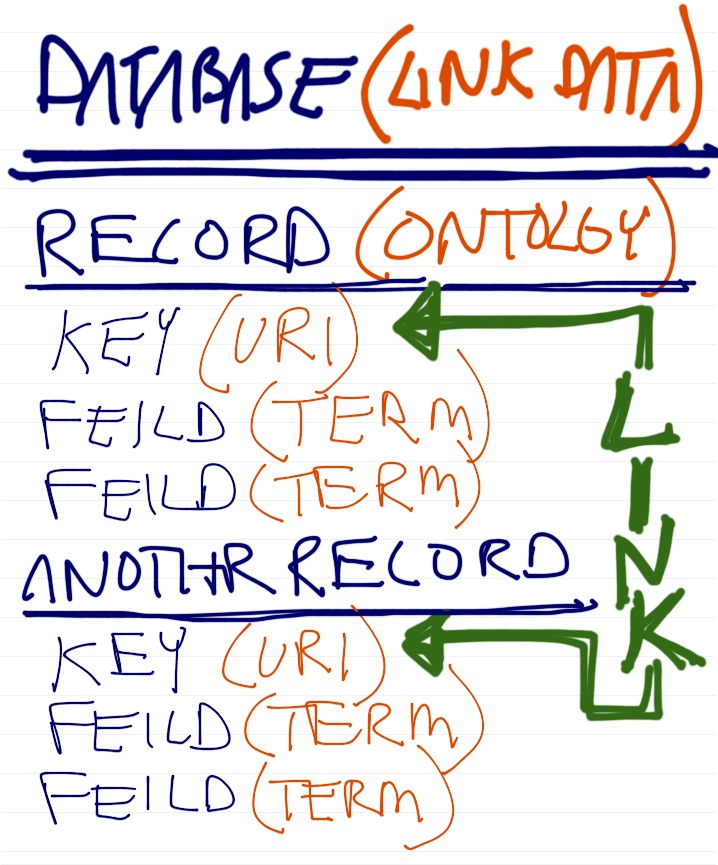 DATABASE (LINK DATA)
RECORD (ONTOLGY)
KEY (URI)
FEILD (TERM)
FEILD (TERM)
ANOTHR RECORD
KEY (URI)
FEILD (TERM)
FEILD (TERM)
LINK